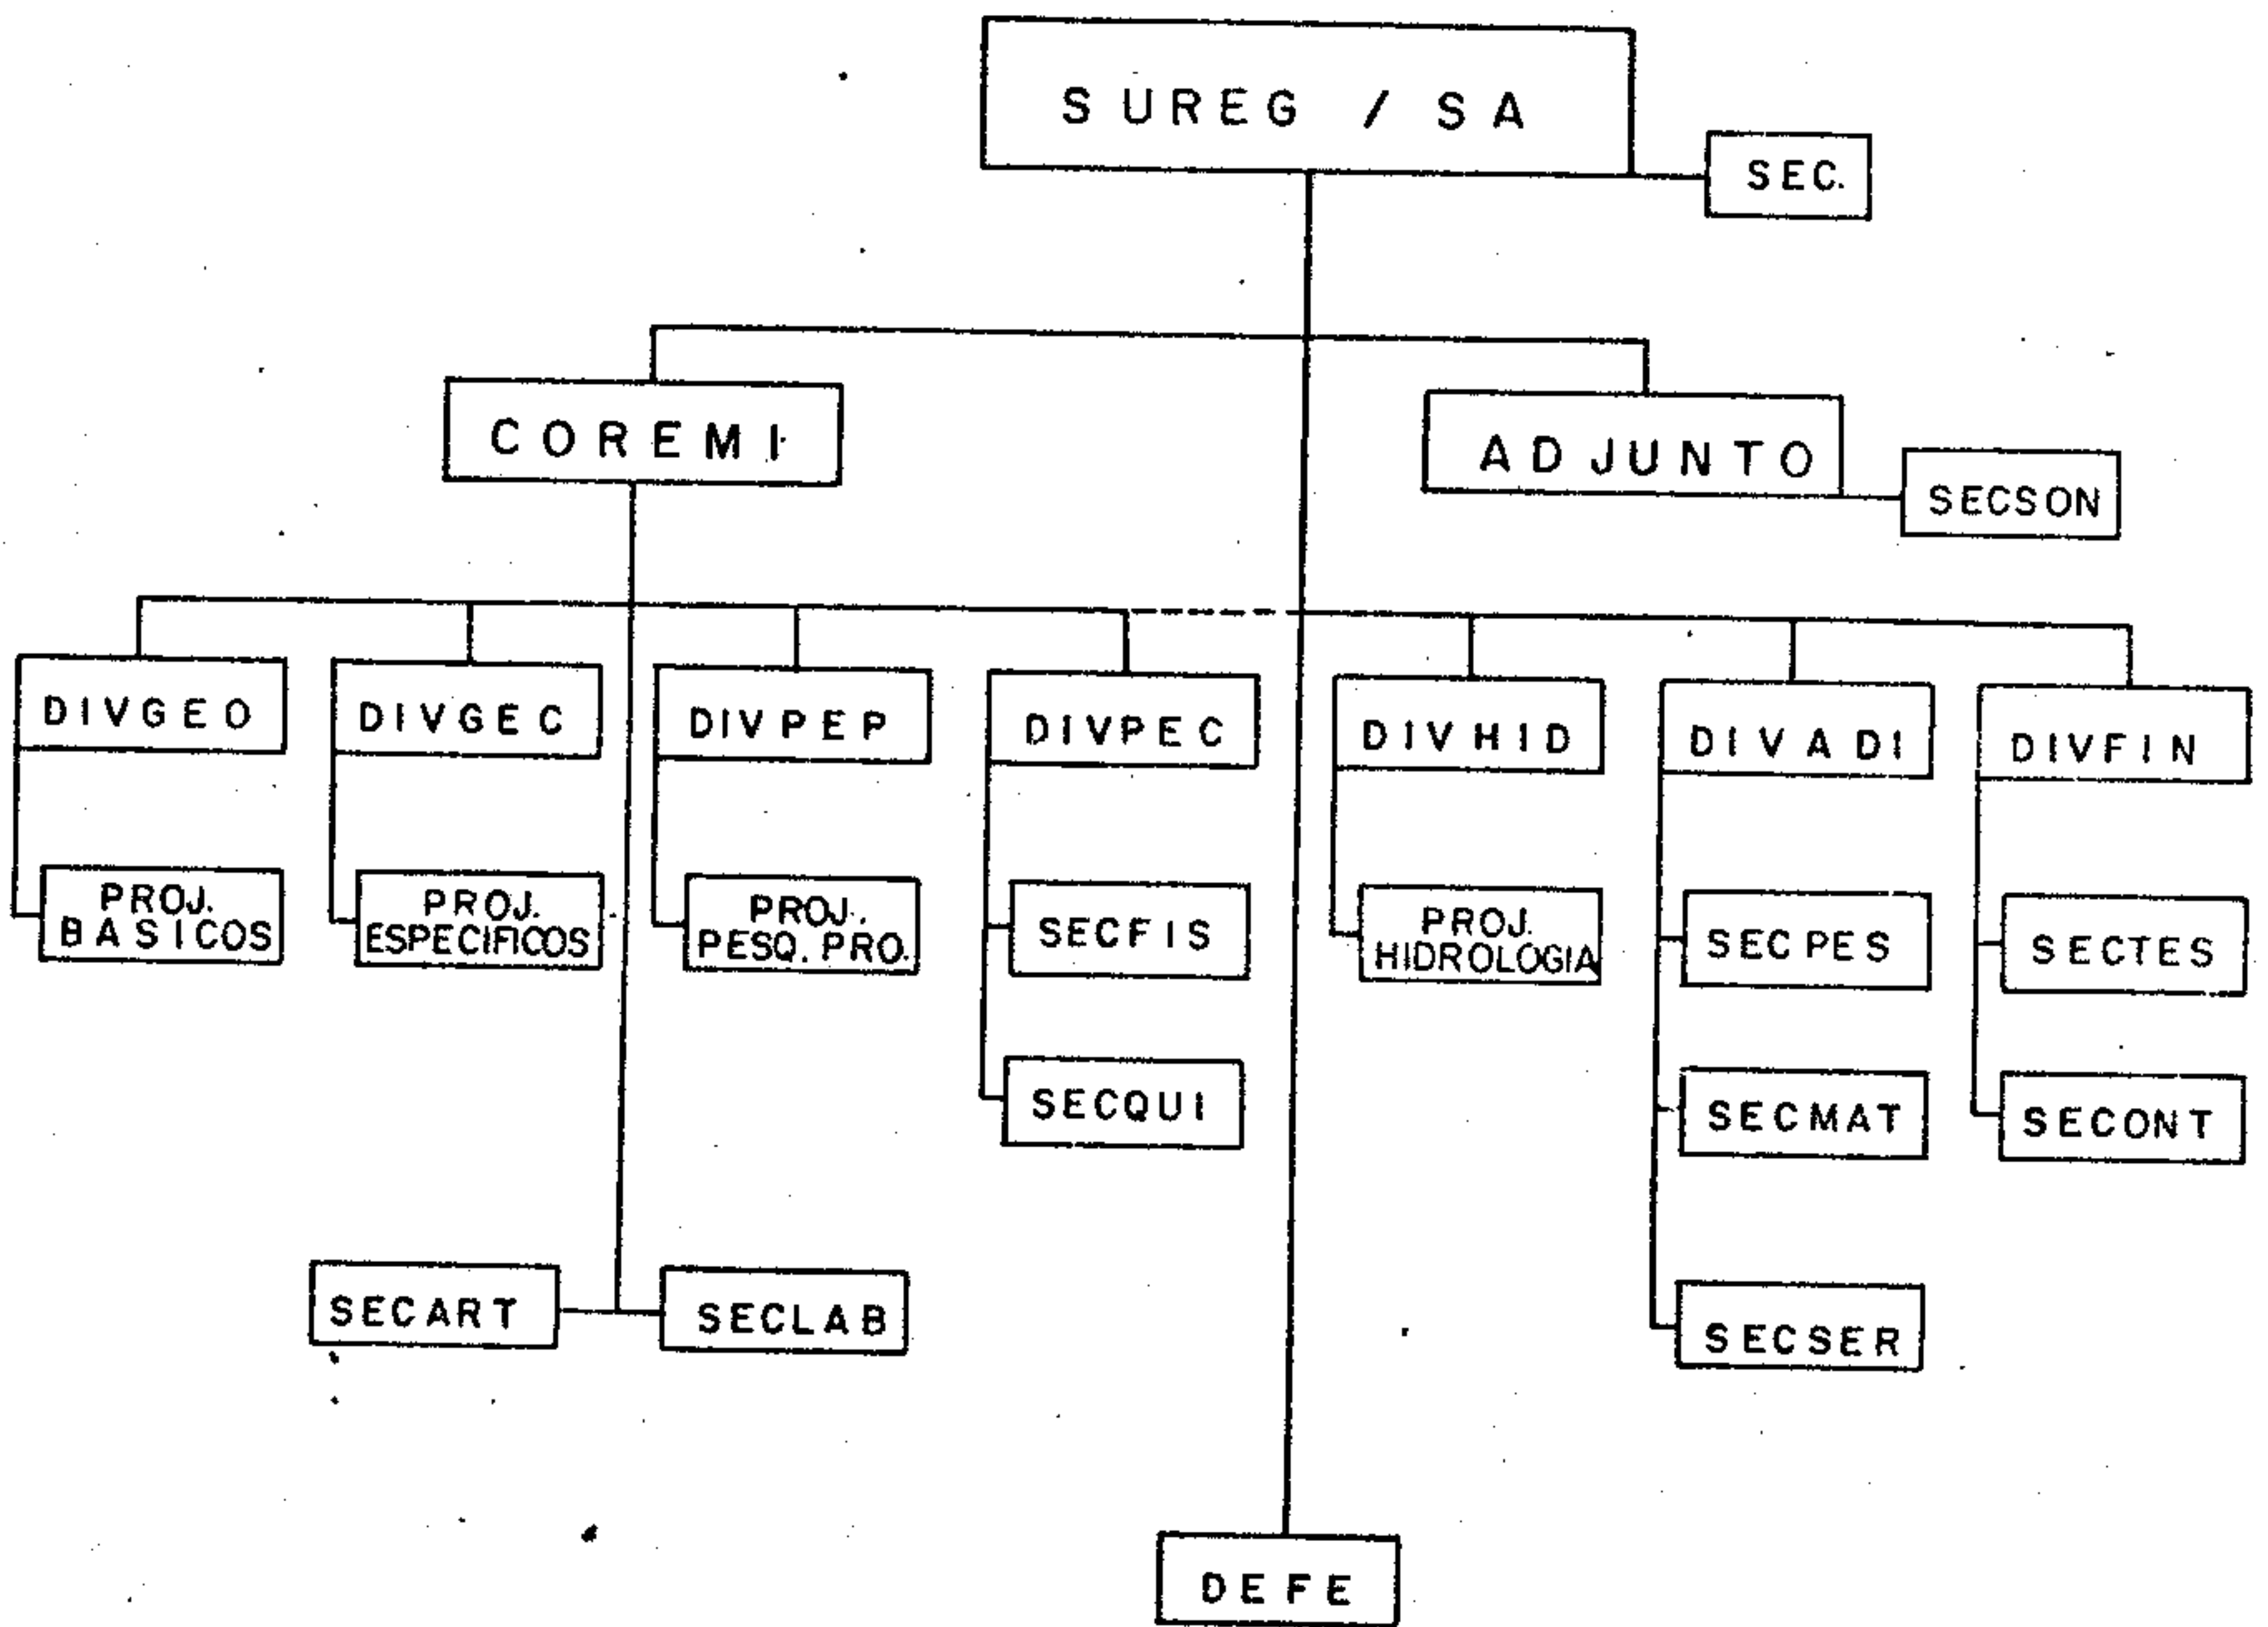 SUREG / SA
SEC.
COREMI
ADJUNTO
SECSON
DIVGEO
DIVGEC
DIVPEP
DIVPEC
DIVHID
DIVADI
DIVFIN
PROJ.
BASICOS
PROJ.
ESPECIFICOS
PROJ.
PESQ. PRO.
SECFIS
PROJ.
HIDROLOGIA
SECPES
SECTES
SECQUI
SECMAT
SECONT
SECART
SECLAB
SECSER
DEFE